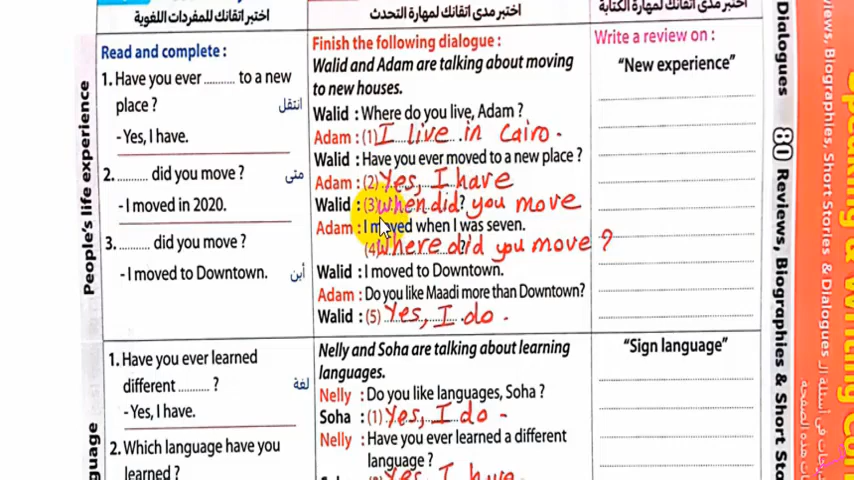 اختبر اتقانك للمفردات اللغوية
اختبر مدى اتقانك لمهارة التحدث
اختبر مدى اتقانك لمهارة الكتابة
People's life experience
Read and complete :
1. Have you ever .......... to a new
place ?
انتقل
- Yes, I have.
2. .......... did you move ?
متى
- I moved in 2020.
3. .......... did you move ?
- I moved to Downtown.
أين
Finish the following dialogue :
Walid and Adam are talking about moving
to new houses.
Walid : Where do you live, Adam ?
Adam : (1) I live in Cairo.
Walid : Have you ever moved to a new place ?
Adam : (2) Yes, I have
Walid : (3) when did? you move
Adam : I moved when I was seven.
(4) Where did you move ?
Walid : I moved to Downtown.
Adam : Do you like Maadi more than Downtown?
Walid : (5) Yes, I do.
Write a review on :
"New experience"
1. Have you ever learned
different .......... ?
لغة
- Yes, I have.
2. Which language have you
learned ?
Nelly and Soha are talking about learning
languages.
Nelly : Do you like languages, Soha ?
Soha : (1) Yes, I do -
Nelly : Have you ever learned a different
language ?
"Sign language"
Dialogues
80 Reviews, Biographies & Short Sto
views, Biographies, Short Stories & Dialogues